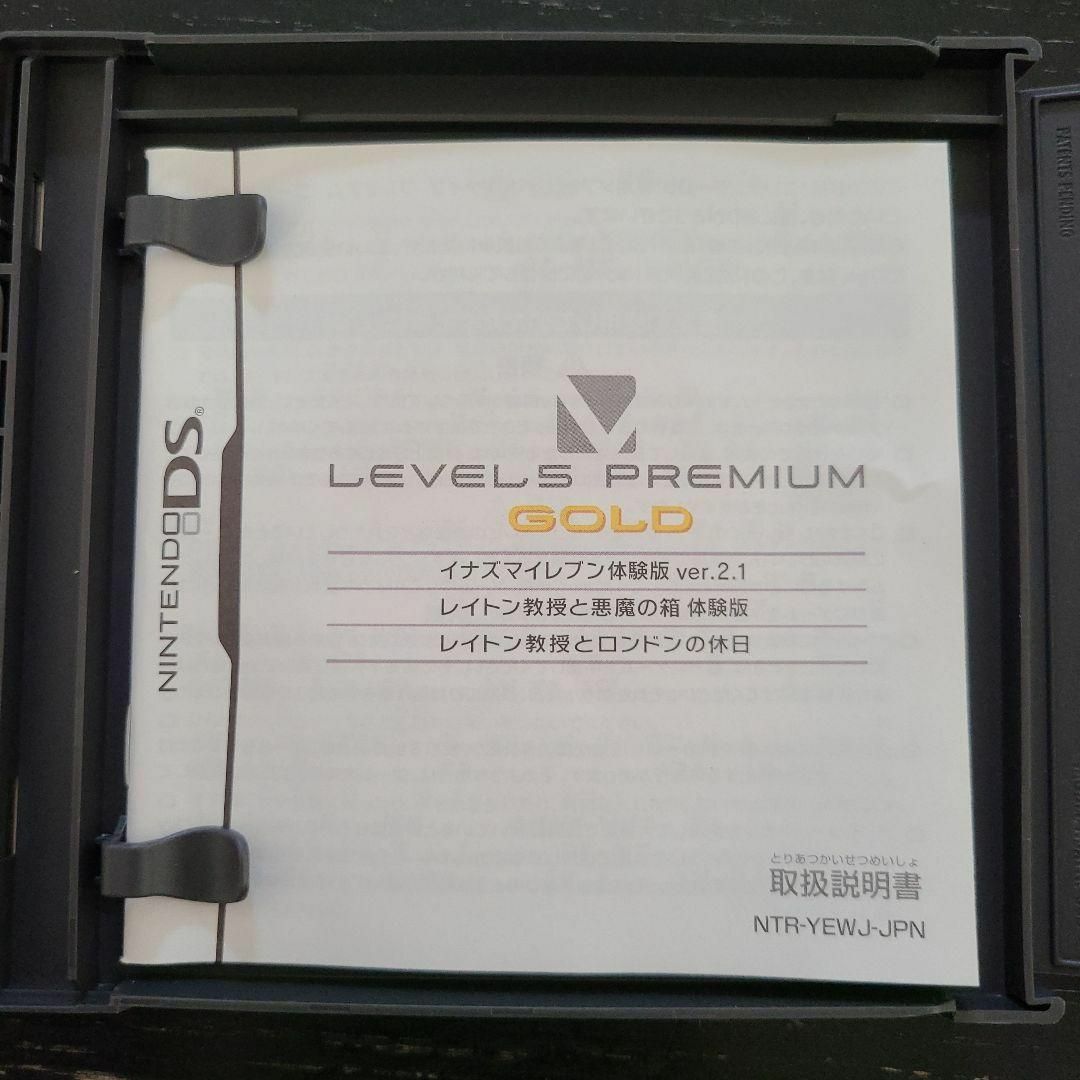 NINTENDODS®
LEVEL5 PREMIUM
GOLD
イナズマイレブン体験版 ver.2.1
レイトン教授と悪魔の箱 体験版
レイトン教授とロンドンの休日
とりあつかいせつめいしょ
取扱説明書
NTR-YEWJ-JPN
PATENTS PENDING